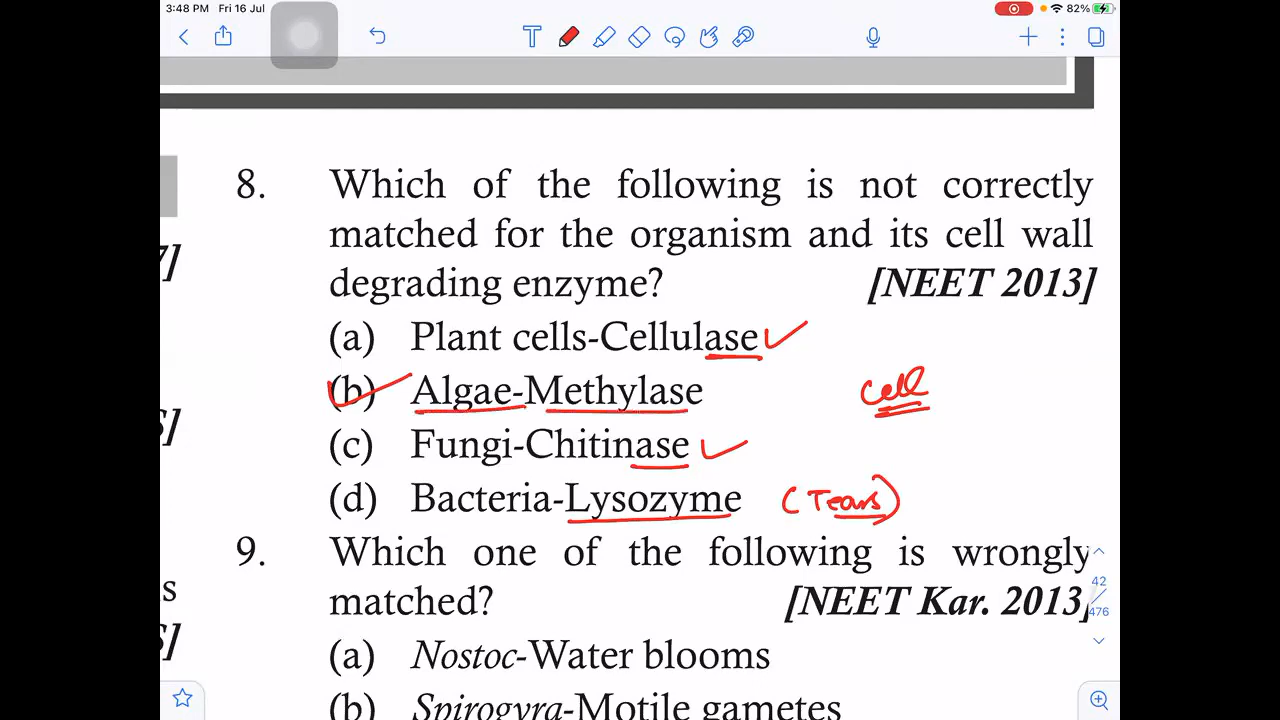 3:48 PM Fri 16 Jul
82%
T
7]
8. Which of the following is not correctly
matched for the organism and its cell wall
degrading enzyme? [NEET 2013]
(a) Plant cells-Cellulase
(b) Algae-Methylase cell
(c) Fungi-Chitinase
(d) Bacteria-Lysozyme (Tears)
9. Which one of the following is wrongly
matched? [NEET Kar. 2013]
(a) Nostoc-Water blooms
(b) Spirogyra-Motile gametes
s
42
476